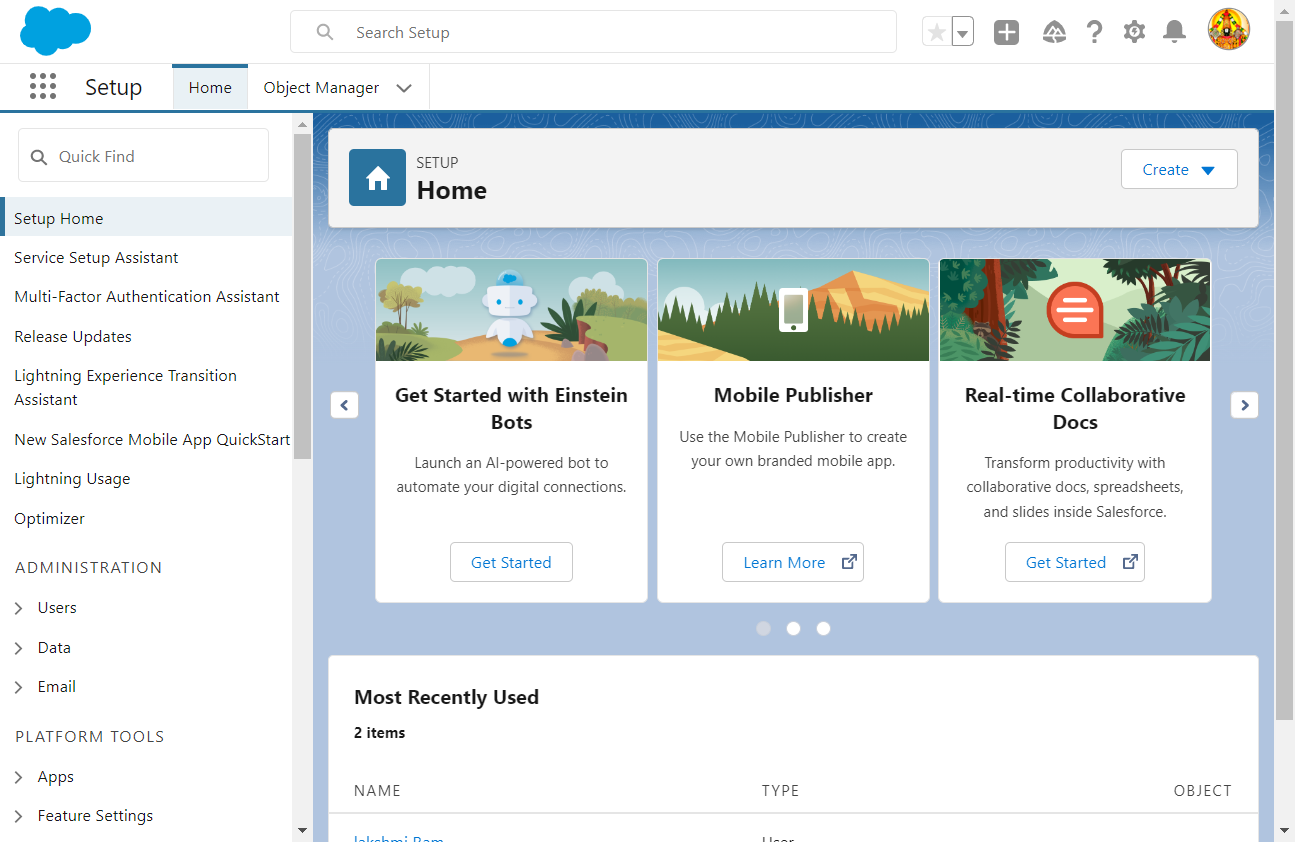 Search Setup
Setup
Home
Object Manager
Quick Find
Setup Home
Service Setup Assistant
Multi-Factor Authentication Assistant
Release Updates
Lightning Experience Transition
Assistant
New Salesforce Mobile App QuickStart
Lightning Usage
Optimizer
ADMINISTRATION
Users
Data
Email
PLATFORM TOOLS
Apps
Feature Settings
SETUP
Home
Create
Get Started with Einstein
Bots
Launch an AI-powered bot to
automate your digital connections.
Get Started
Mobile Publisher
Use the Mobile Publisher to create
your own branded mobile app.
Learn More
Real-time Collaborative
Docs
Transform productivity with
collaborative docs, spreadsheets,
and slides inside Salesforce.
Get Started
Most Recently Used
2 items
NAME TYPE OBJECT
lakshmi Ram User